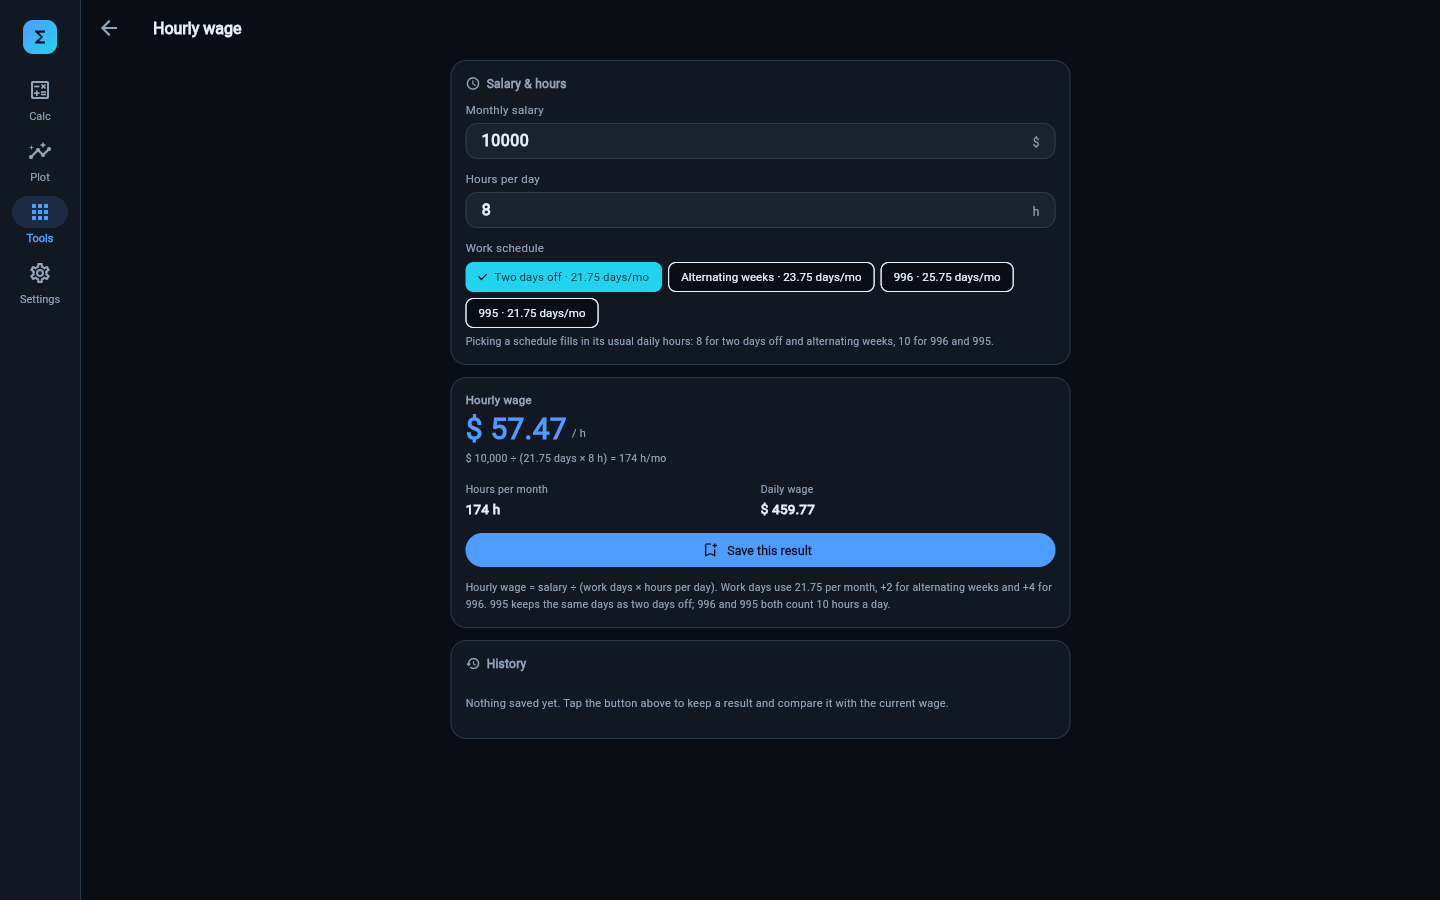 Σ
Hourly wage
Calc
Plot
Tools
Settings
Salary & hours
Monthly salary
10000 $
Hours per day
8 h
Work schedule
Two days off · 21.75 days/mo
Alternating weeks · 23.75 days/mo
996 · 25.75 days/mo
995 · 21.75 days/mo
Picking a schedule fills in its usual daily hours: 8 for two days off and alternating weeks, 10 for 996 and 995.
Hourly wage
$ 57.47 / h
$ 10,000 ÷ (21.75 days × 8 h) = 174 h/mo
Hours per month
174 h
Daily wage
$ 459.77
Save this result
Hourly wage = salary ÷ (work days × hours per day). Work days use 21.75 per month, +2 for alternating weeks and +4 for
996. 995 keeps the same days as two days off; 996 and 995 both count 10 hours a day.
History
Nothing saved yet. Tap the button above to keep a result and compare it with the current wage.